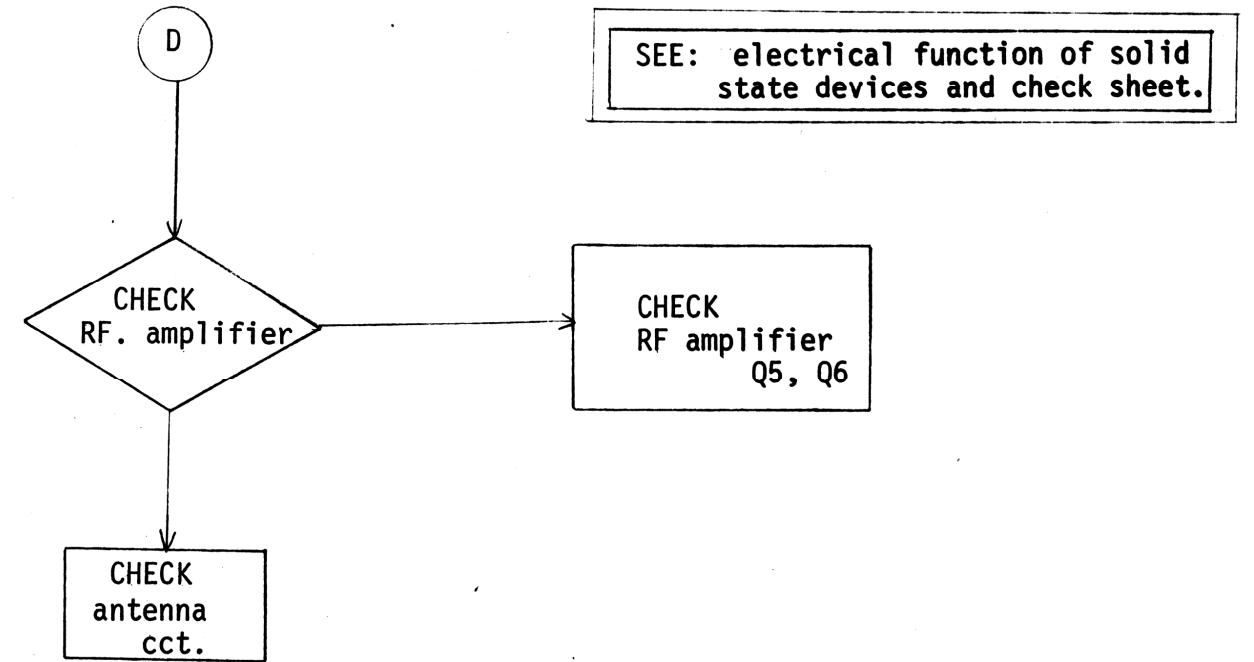 D
SEE: electrical function of solid
state devices and check sheet.
CHECK
RF. amplifier
CHECK
RF amplifier
Q5, Q6
CHECK
antenna
cct.